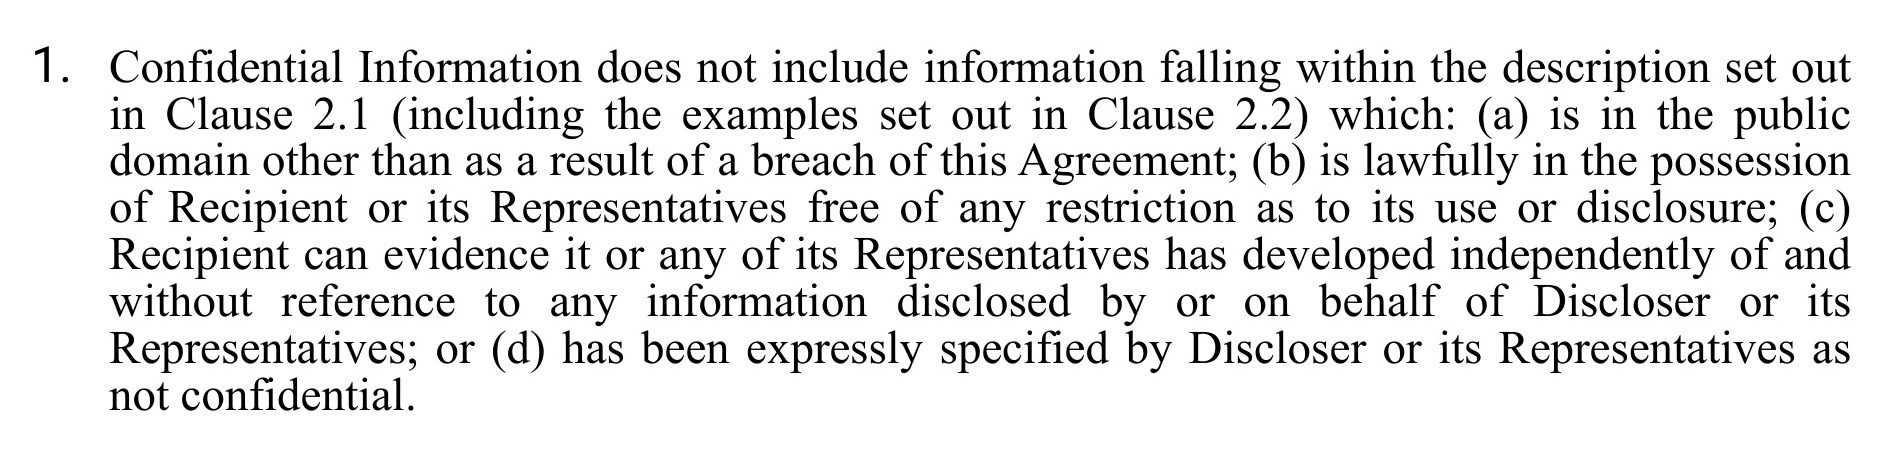 1. Confidential Information does not include information falling within the description set out
in Clause 2.1 (including the examples set out in Clause 2.2) which: (a) is in the public
domain other than as a result of a breach of this Agreement; (b) is lawfully in the possession
of Recipient or its Representatives free of any restriction as to its use or disclosure; (c)
Recipient can evidence it or any of its Representatives has developed independently of and
without reference to any information disclosed by or on behalf of Discloser or its
Representatives; or (d) has been expressly specified by Discloser or its Representatives as
not confidential.